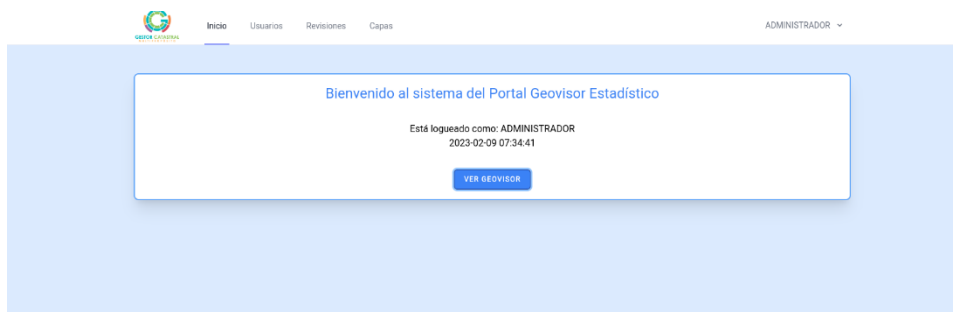 GESTOR CATASTRAL
Inicio Usuarios Revisiones Capas ADMINISTRADOR
Bienvenido al sistema del Portal Geovisor Estadístico
Está logueado como: ADMINISTRADOR
2023-02-09 07:34:41
VER GEOVISOR